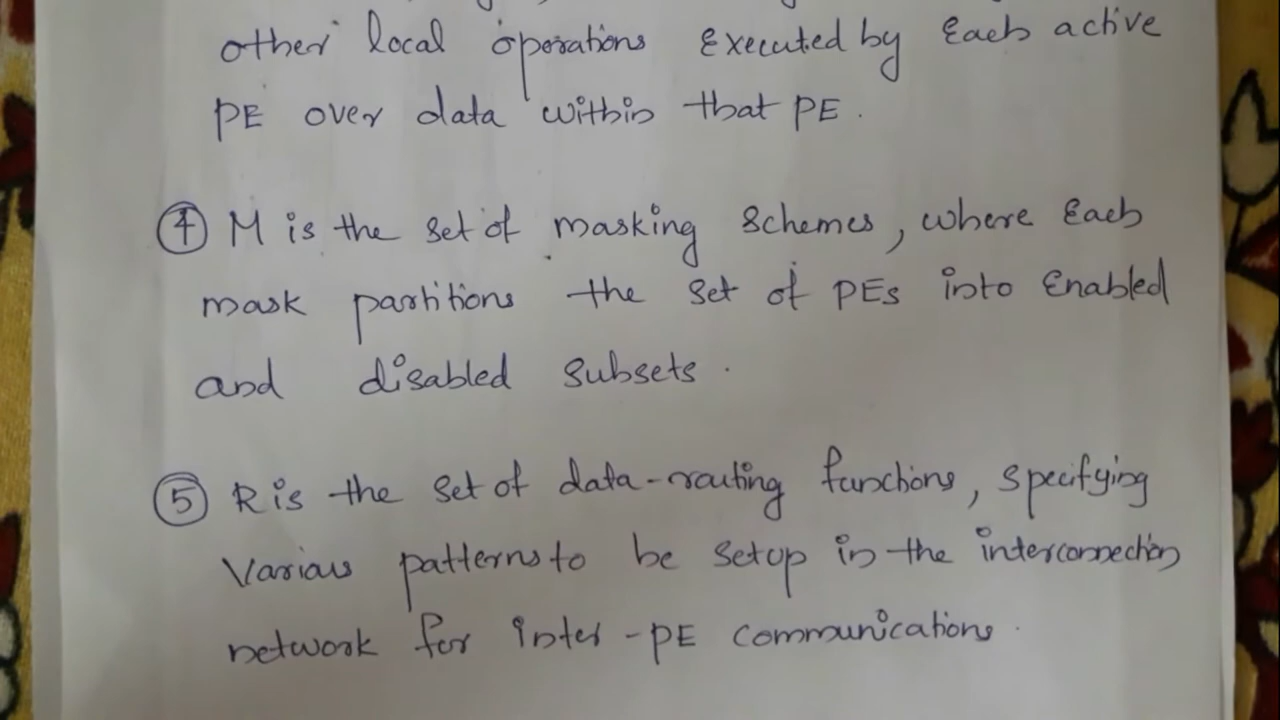 other local operations executed by Each active
PE over data within that PE.
④ M is the set of masking schemes, where Each
mask partitions the set of PEs into Enabled
and disabled subsets.
⑤ R is the set of data-routing functions, specifying
Various patterns to be setup in the interconnection
network for inter-PE communications.